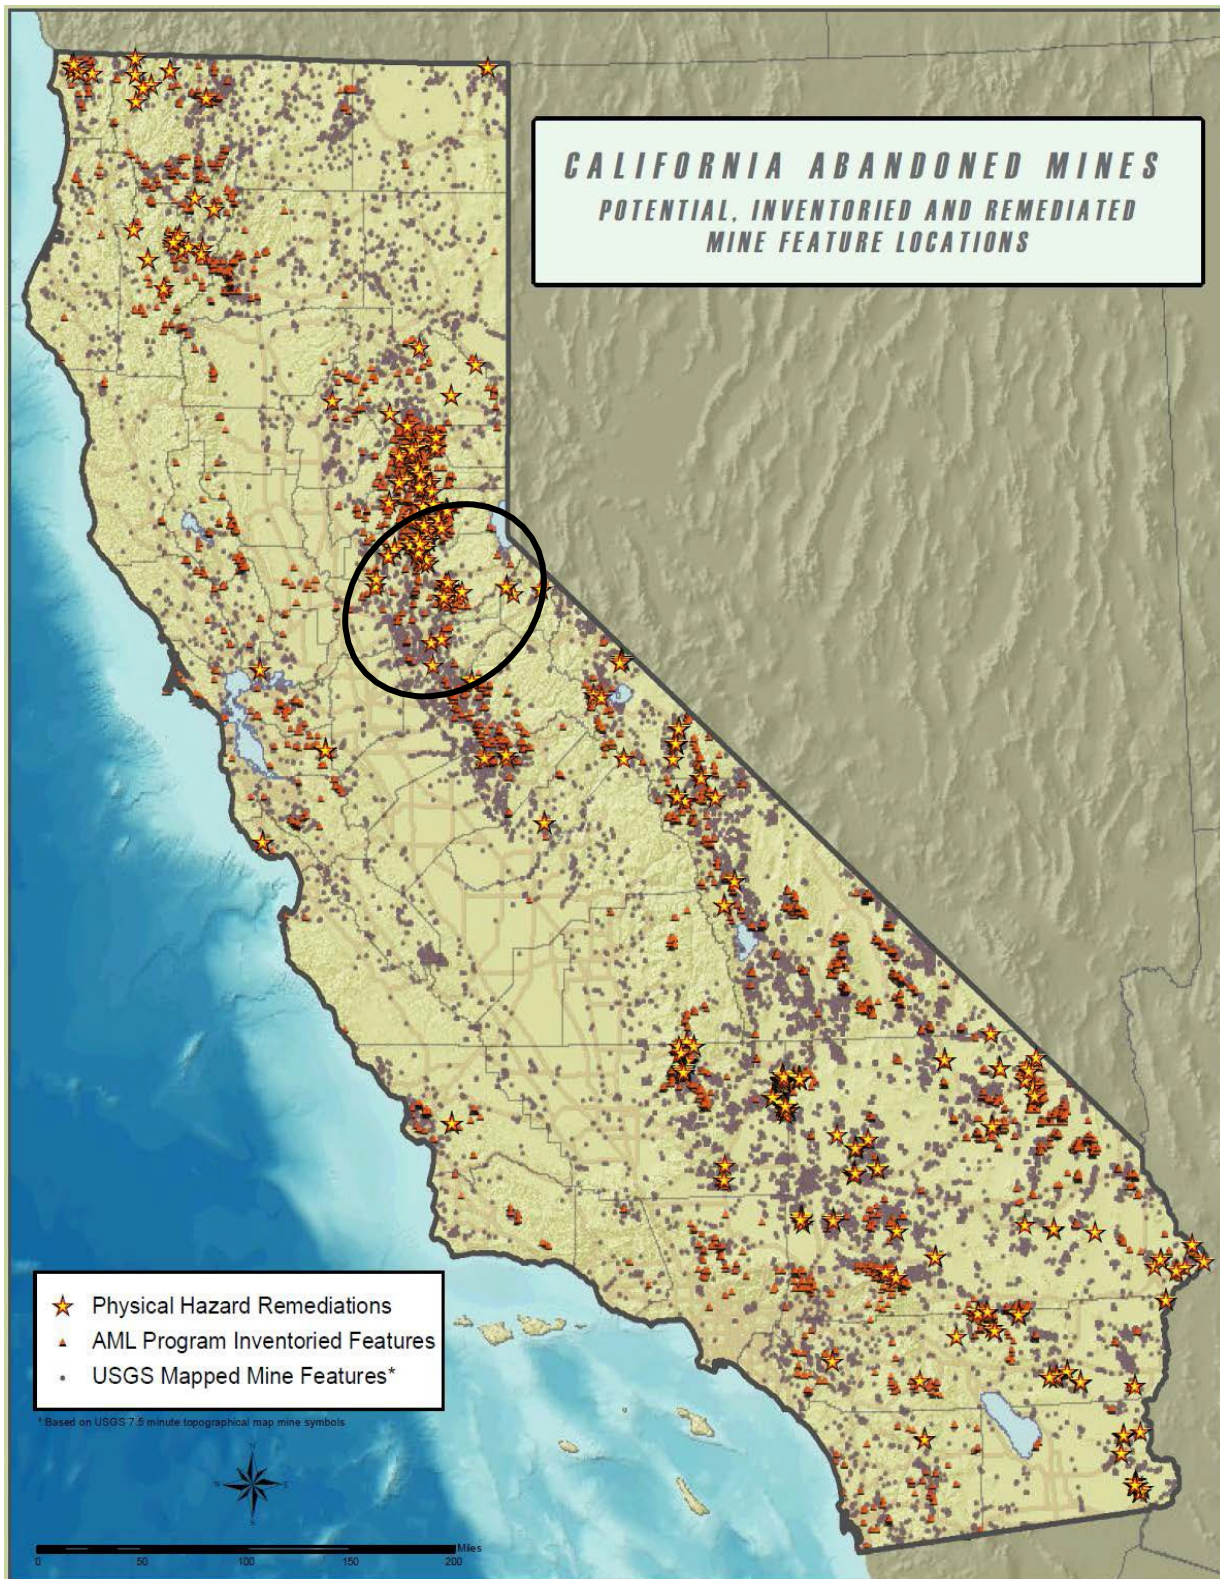 CALIFORNIA ABANDONED MINES
POTENTIAL, INVENTORIED AND REMEDIATED
MINE FEATURE LOCATIONS
Physical Hazard Remediations
AML Program Inventoried Features
USGS Mapped Mine Features*
* Based on USGS 7.5 minute topographical map mine symbols
Miles
0 50 100 150 200